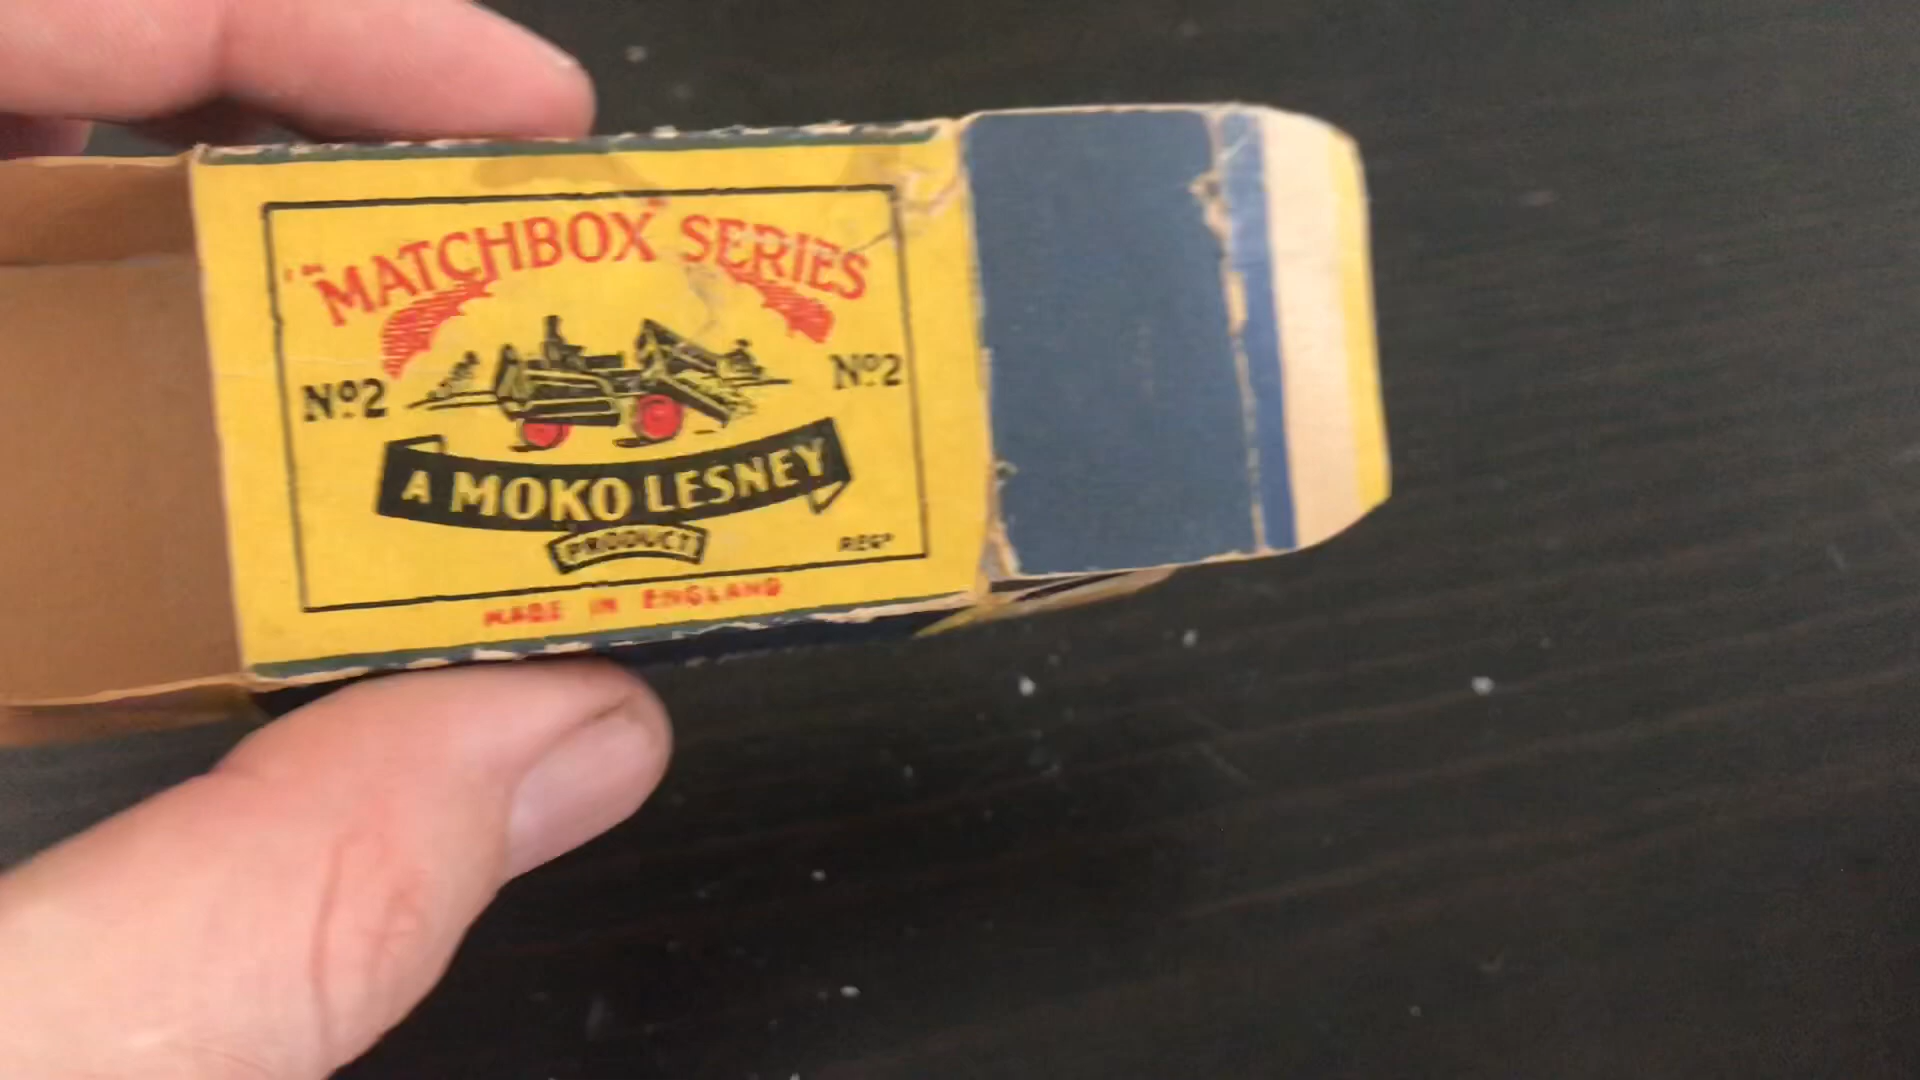 "MATCHBOX" SERIES
Nº2 Nº2
A MOKO LESNEY
PRODUCT
REGD
MADE IN ENGLAND